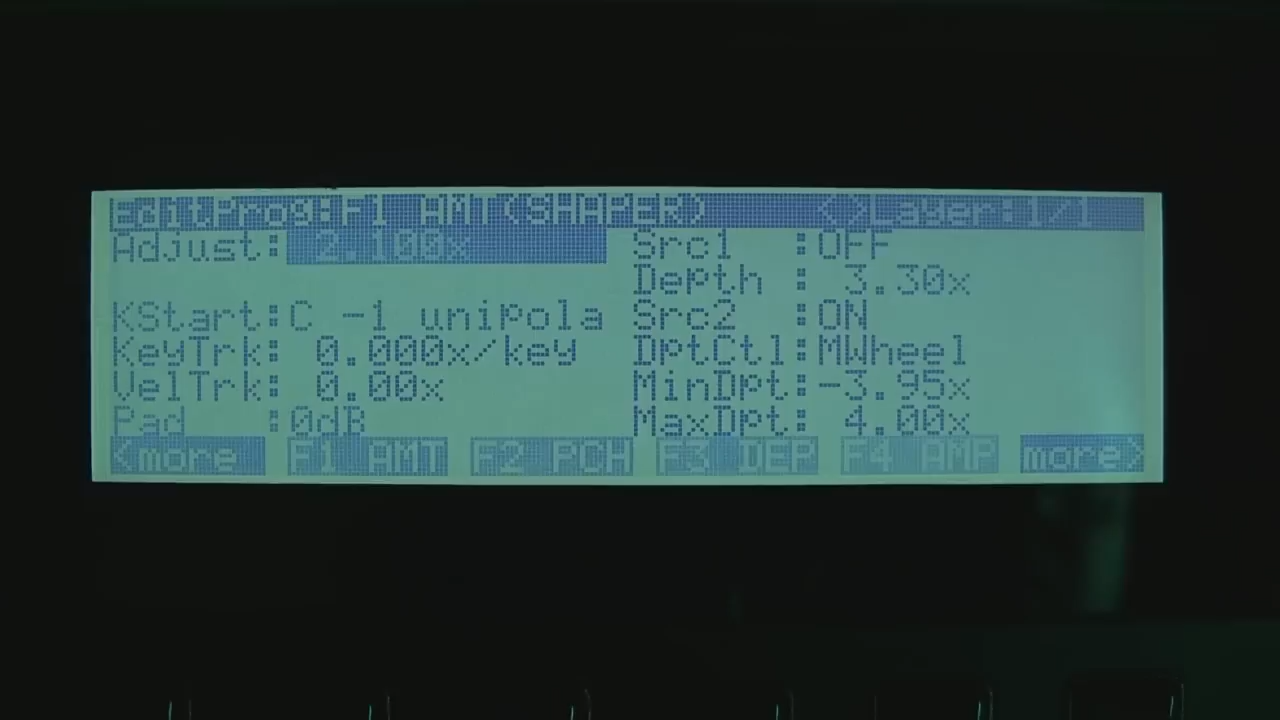 EditProg:F1 AMT(SHAPER) <>Layer:1/1
Adjust: 2.100x Src1 :OFF
Depth : 3.30x
KStart:C -1 unipola Src2 :ON
KeyTrk: 0.000x/key DptCtl:MWheel
VelTrk: 0.00x MinDpt:-3.95x
Pad :0dB MaxDpt: 4.00x
<more F1 AMT F2 PCH F3 DEP F4 AMP more>